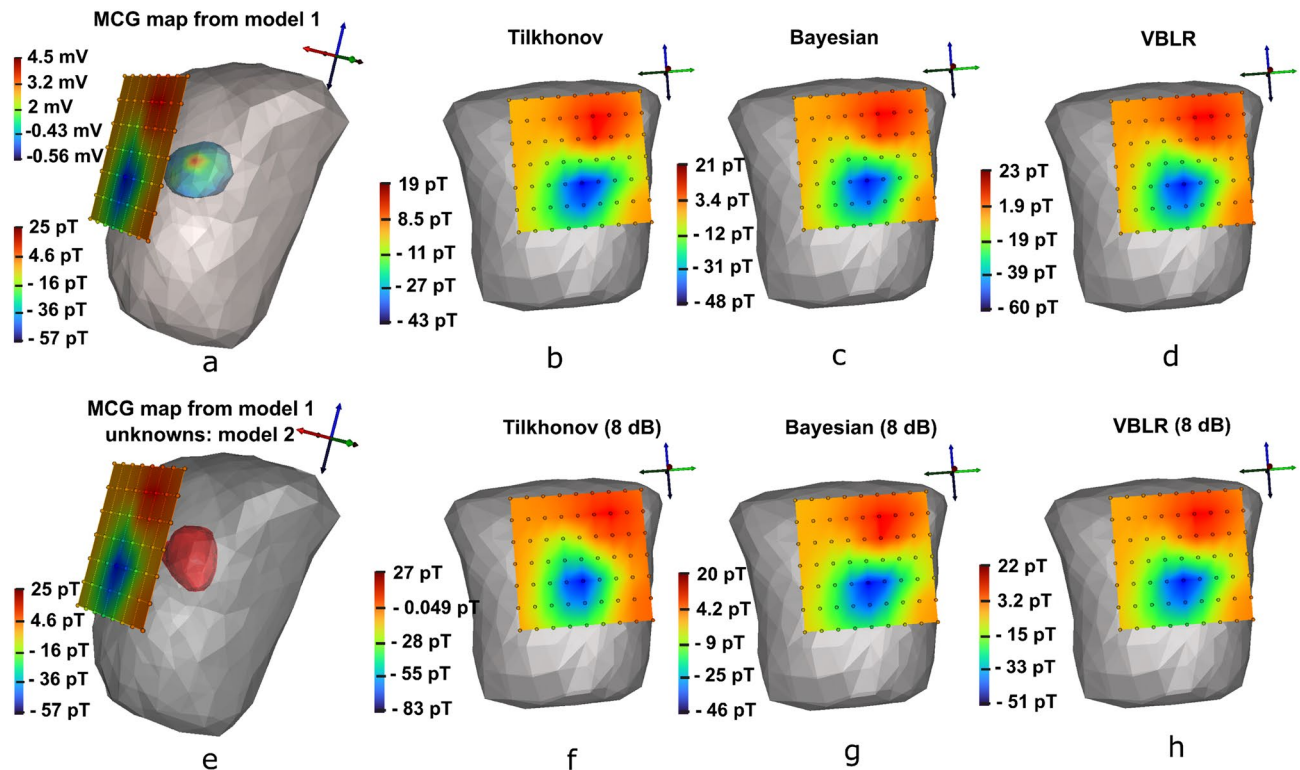 MCG map from model 1
4.5 mV
3.2 mV
2 mV
-0.43 mV
-0.56 mV
25 pT
4.6 pT
- 16 pT
- 36 pT
- 57 pT
a
Tilkhonov
19 pT
8.5 pT
- 11 pT
- 27 pT
- 43 pT
b
Bayesian
21 pT
3.4 pT
- 12 pT
- 31 pT
- 48 pT
c
VBLR
23 pT
1.9 pT
- 19 pT
- 39 pT
- 60 pT
d
MCG map from model 1
unknowns: model 2
25 pT
4.6 pT
- 16 pT
- 36 pT
- 57 pT
e
Tilkhonov (8 dB)
27 pT
- 0.049 pT
- 28 pT
- 55 pT
- 83 pT
f
Bayesian (8 dB)
20 pT
4.2 pT
- 9 pT
- 25 pT
- 46 pT
g
VBLR (8 dB)
22 pT
3.2 pT
- 15 pT
- 33 pT
- 51 pT
h